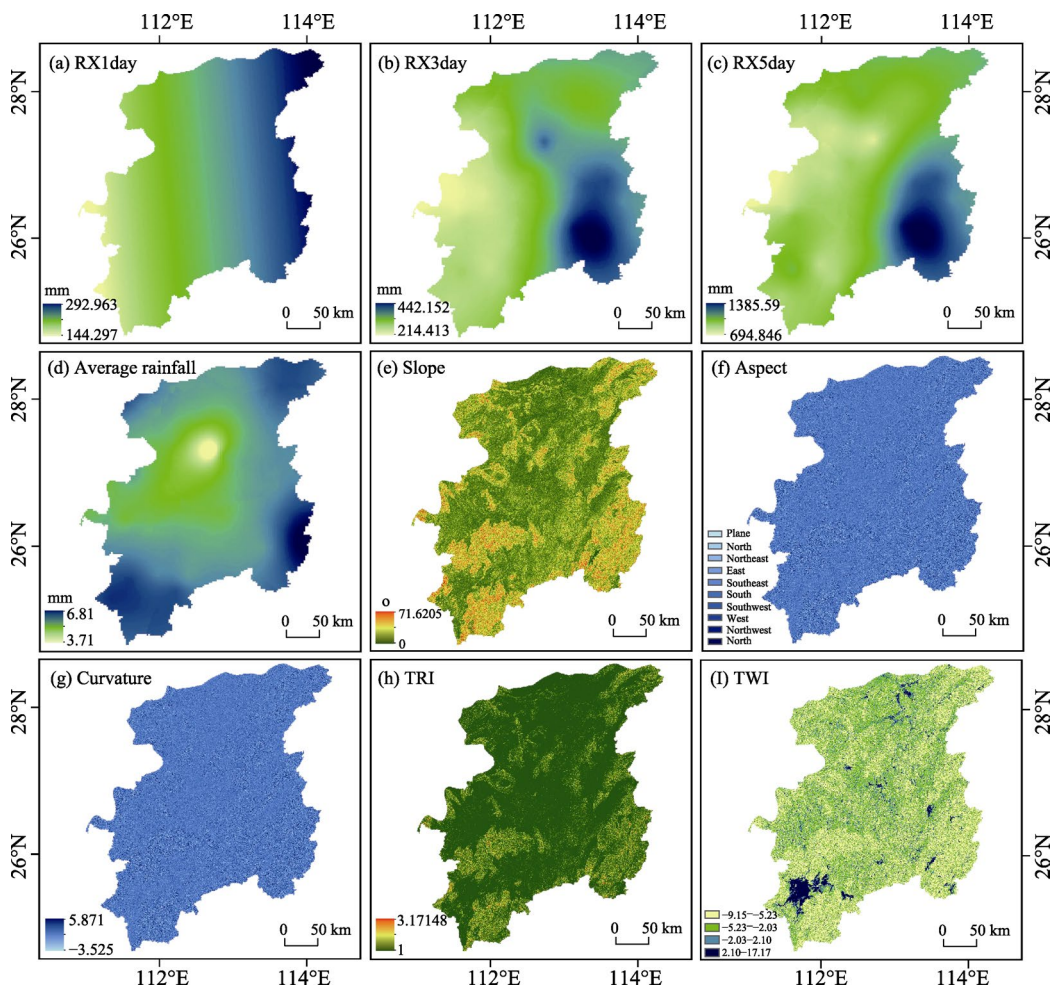 112°E 114°E 112°E 114°E 112°E 114°E
(a) RX1day
28°N
26°N
mm
292.963
144.297
0 50 km
(b) RX3day
mm
442.152
214.413
0 50 km
(c) RX5day
28°N
26°N
mm
1385.59
694.846
0 50 km
(d) Average rainfall
28°N
26°N
mm
6.81
3.71
0 50 km
(e) Slope
o
71.6205
0
0 50 km
(f) Aspect
28°N
26°N
Plane
North
Northeast
East
Southeast
South
Southwest
West
Northwest
North
0 50 km
(g) Curvature
28°N
26°N
5.871
−3.525
0 50 km
(h) TRI
3.17148
1
0 50 km
(I) TWI
28°N
26°N
−9.15–−5.23
−5.23–−2.03
−2.03–2.10
2.10–17.17
0 50 km
112°E 114°E 112°E 114°E 112°E 114°E